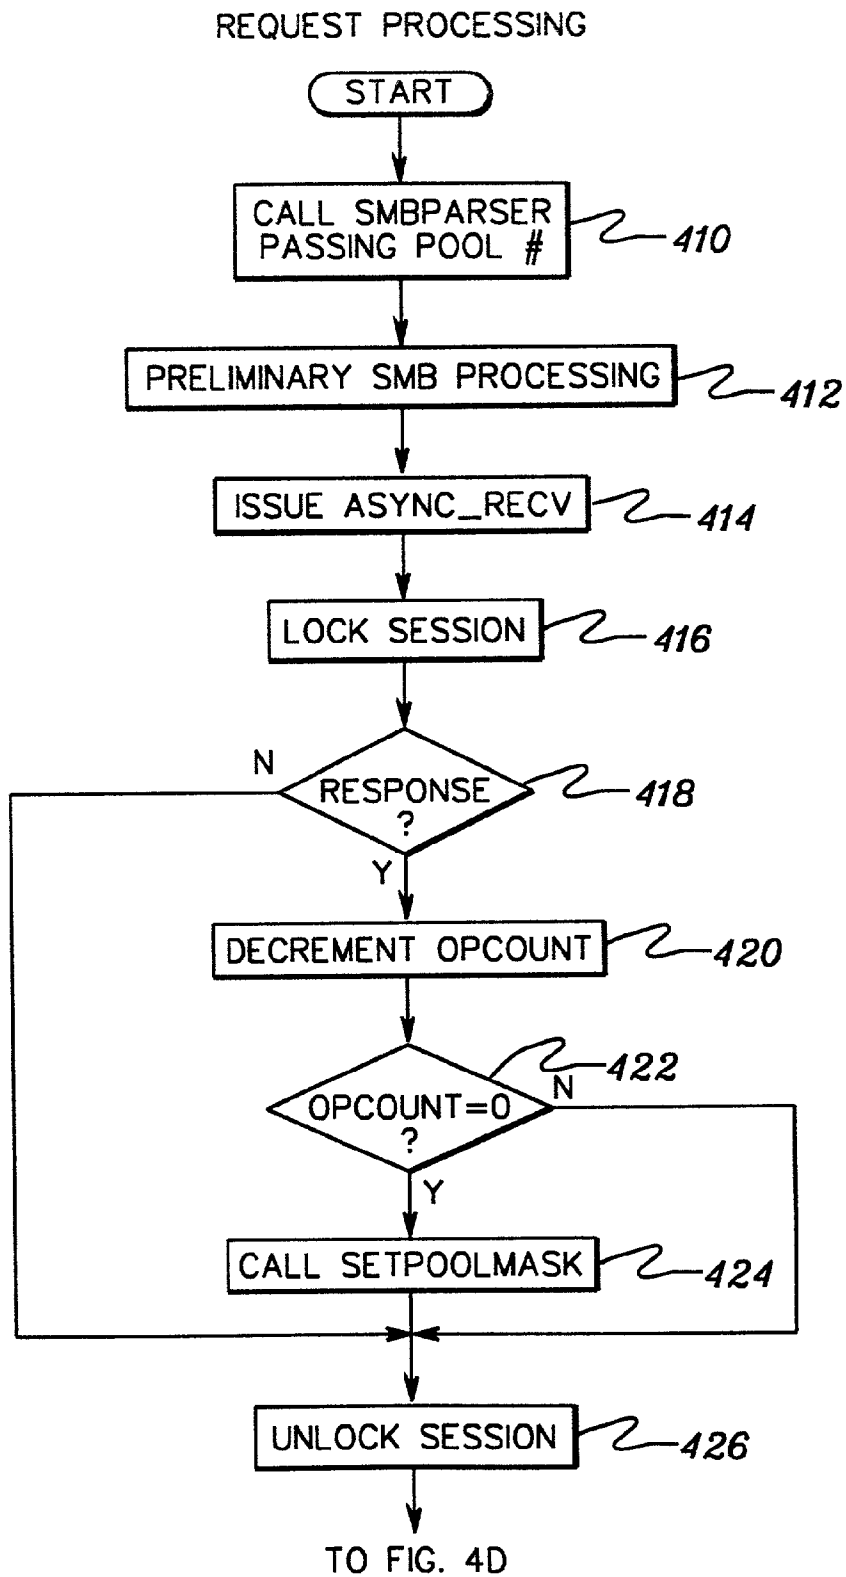 REQUEST PROCESSING
START
CALL SMBPARSER
PASSING POOL #
410
PRELIMINARY SMB PROCESSING
412
ISSUE ASYNC_RECV
414
LOCK SESSION
416
N
RESPONSE
?
418
Y
DECREMENT OPCOUNT
420
422
N
OPCOUNT=0
?
Y
CALL SETPOOLMASK
424
UNLOCK SESSION
426
TO FIG. 4D